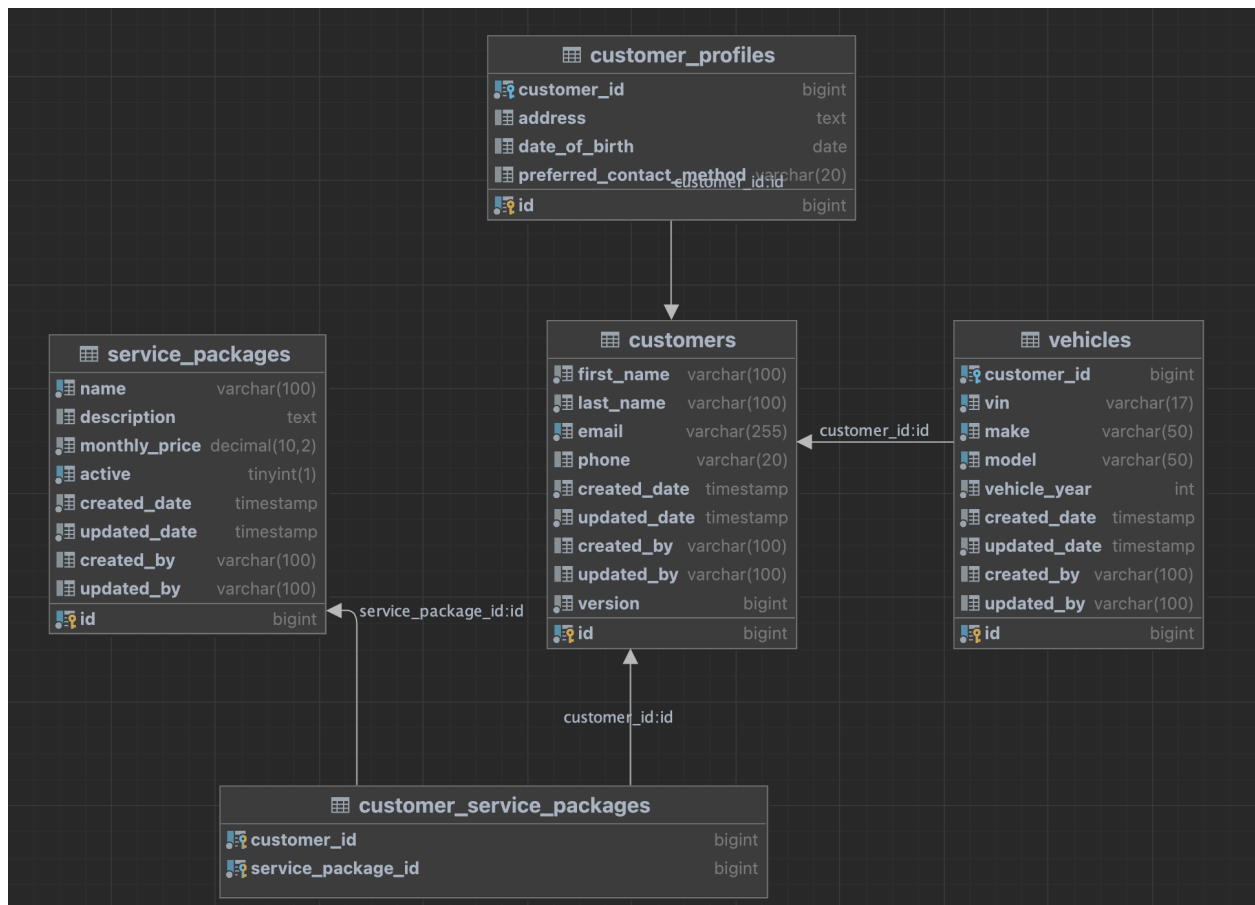 customer_profiles
customer_id bigint
address text
date_of_birth date
preferred_contact_method varchar(20)
customer_id:id
id bigint
service_packages
name varchar(100)
description text
monthly_price decimal(10,2)
active tinyint(1)
created_date timestamp
updated_date timestamp
created_by varchar(100)
updated_by varchar(100)
id bigint
customers
first_name varchar(100)
last_name varchar(100)
email varchar(255)
phone varchar(20)
created_date timestamp
updated_date timestamp
created_by varchar(100)
updated_by varchar(100)
version bigint
id bigint
customer_id:id
vehicles
customer_id bigint
vin varchar(17)
make varchar(50)
model varchar(50)
vehicle_year int
created_date timestamp
updated_date timestamp
created_by varchar(100)
updated_by varchar(100)
id bigint
service_package_id:id
customer_id:id
customer_service_packages
customer_id bigint
service_package_id bigint